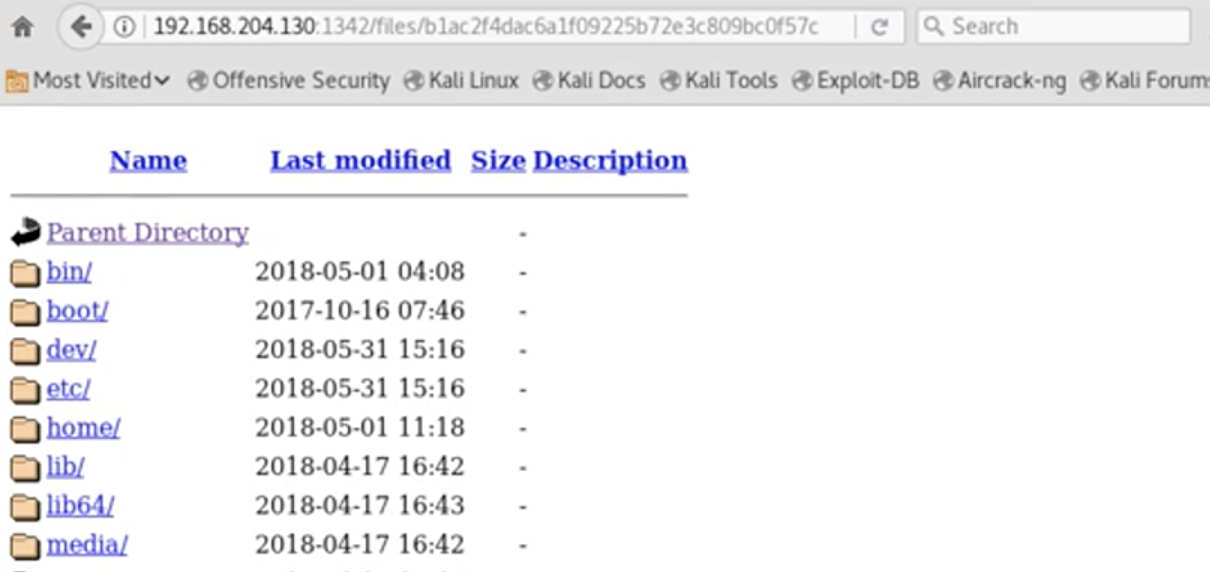 192.168.204.130:1342/files/b1ac2f4dac6a1f09225b72e3c809bc0f57c Search
Most Visited Offensive Security Kali Linux Kali Docs Kali Tools Exploit-DB Aircrack-ng Kali Forum
Name Last modified Size Description
Parent Directory -
bin/ 2018-05-01 04:08 -
boot/ 2017-10-16 07:46 -
dev/ 2018-05-31 15:16 -
etc/ 2018-05-31 15:16 -
home/ 2018-05-01 11:18 -
lib/ 2018-04-17 16:42 -
lib64/ 2018-04-17 16:43 -
media/ 2018-04-17 16:42 -